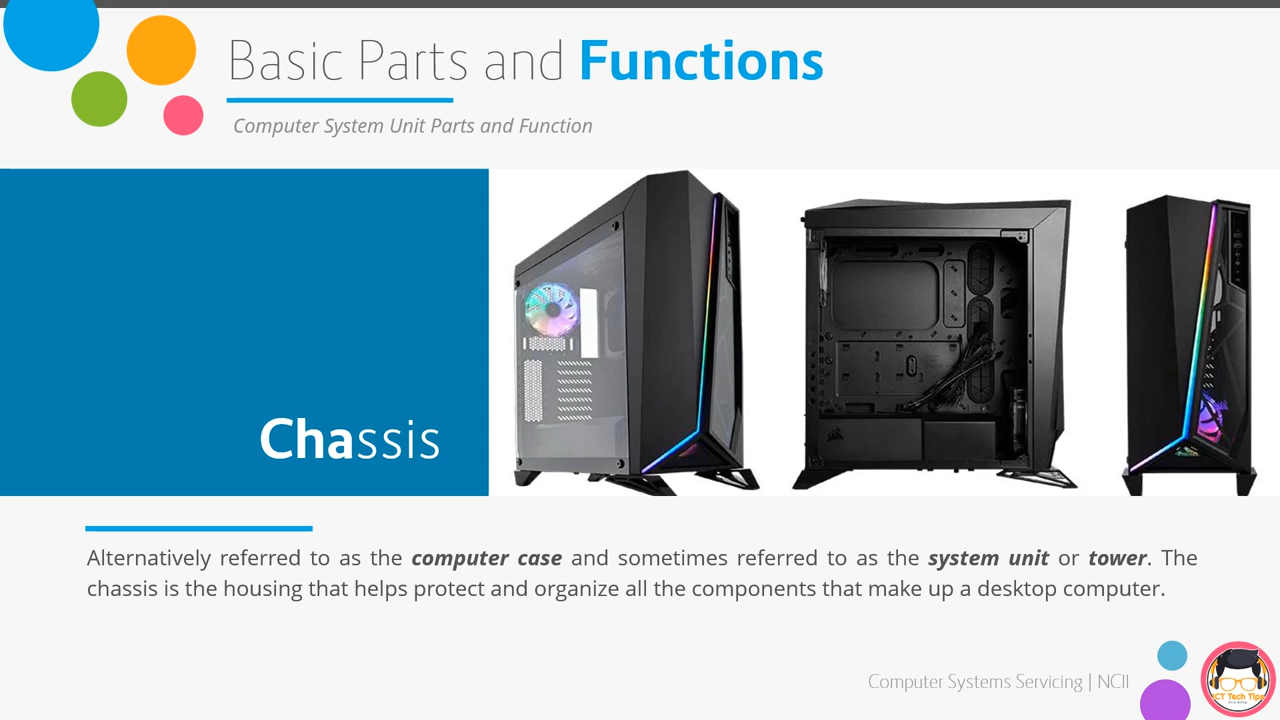 Basic Parts and Functions
Computer System Unit Parts and Function
Chassis
Alternatively referred to as the computer case and sometimes referred to as the system unit or tower. The
chassis is the housing that helps protect and organize all the components that make up a desktop computer.
Computer Systems Servicing | NCII
ICT Tech Tips